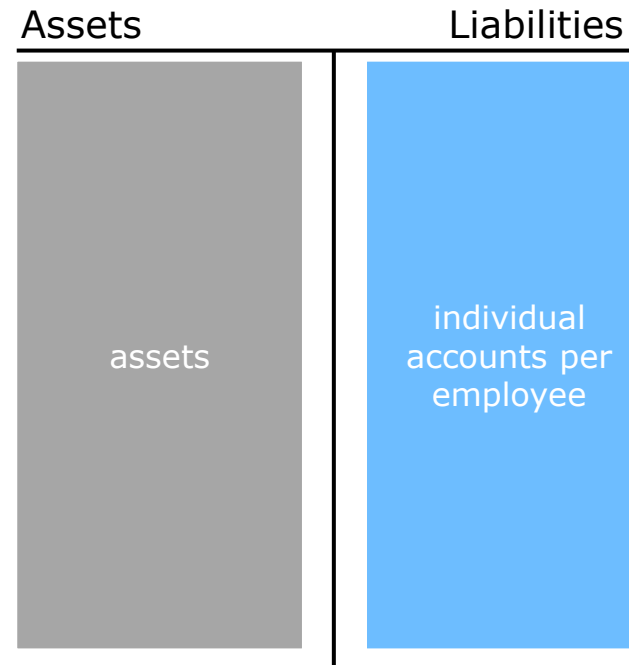 Assets
Liabilities
assets
individual
accounts per
employee